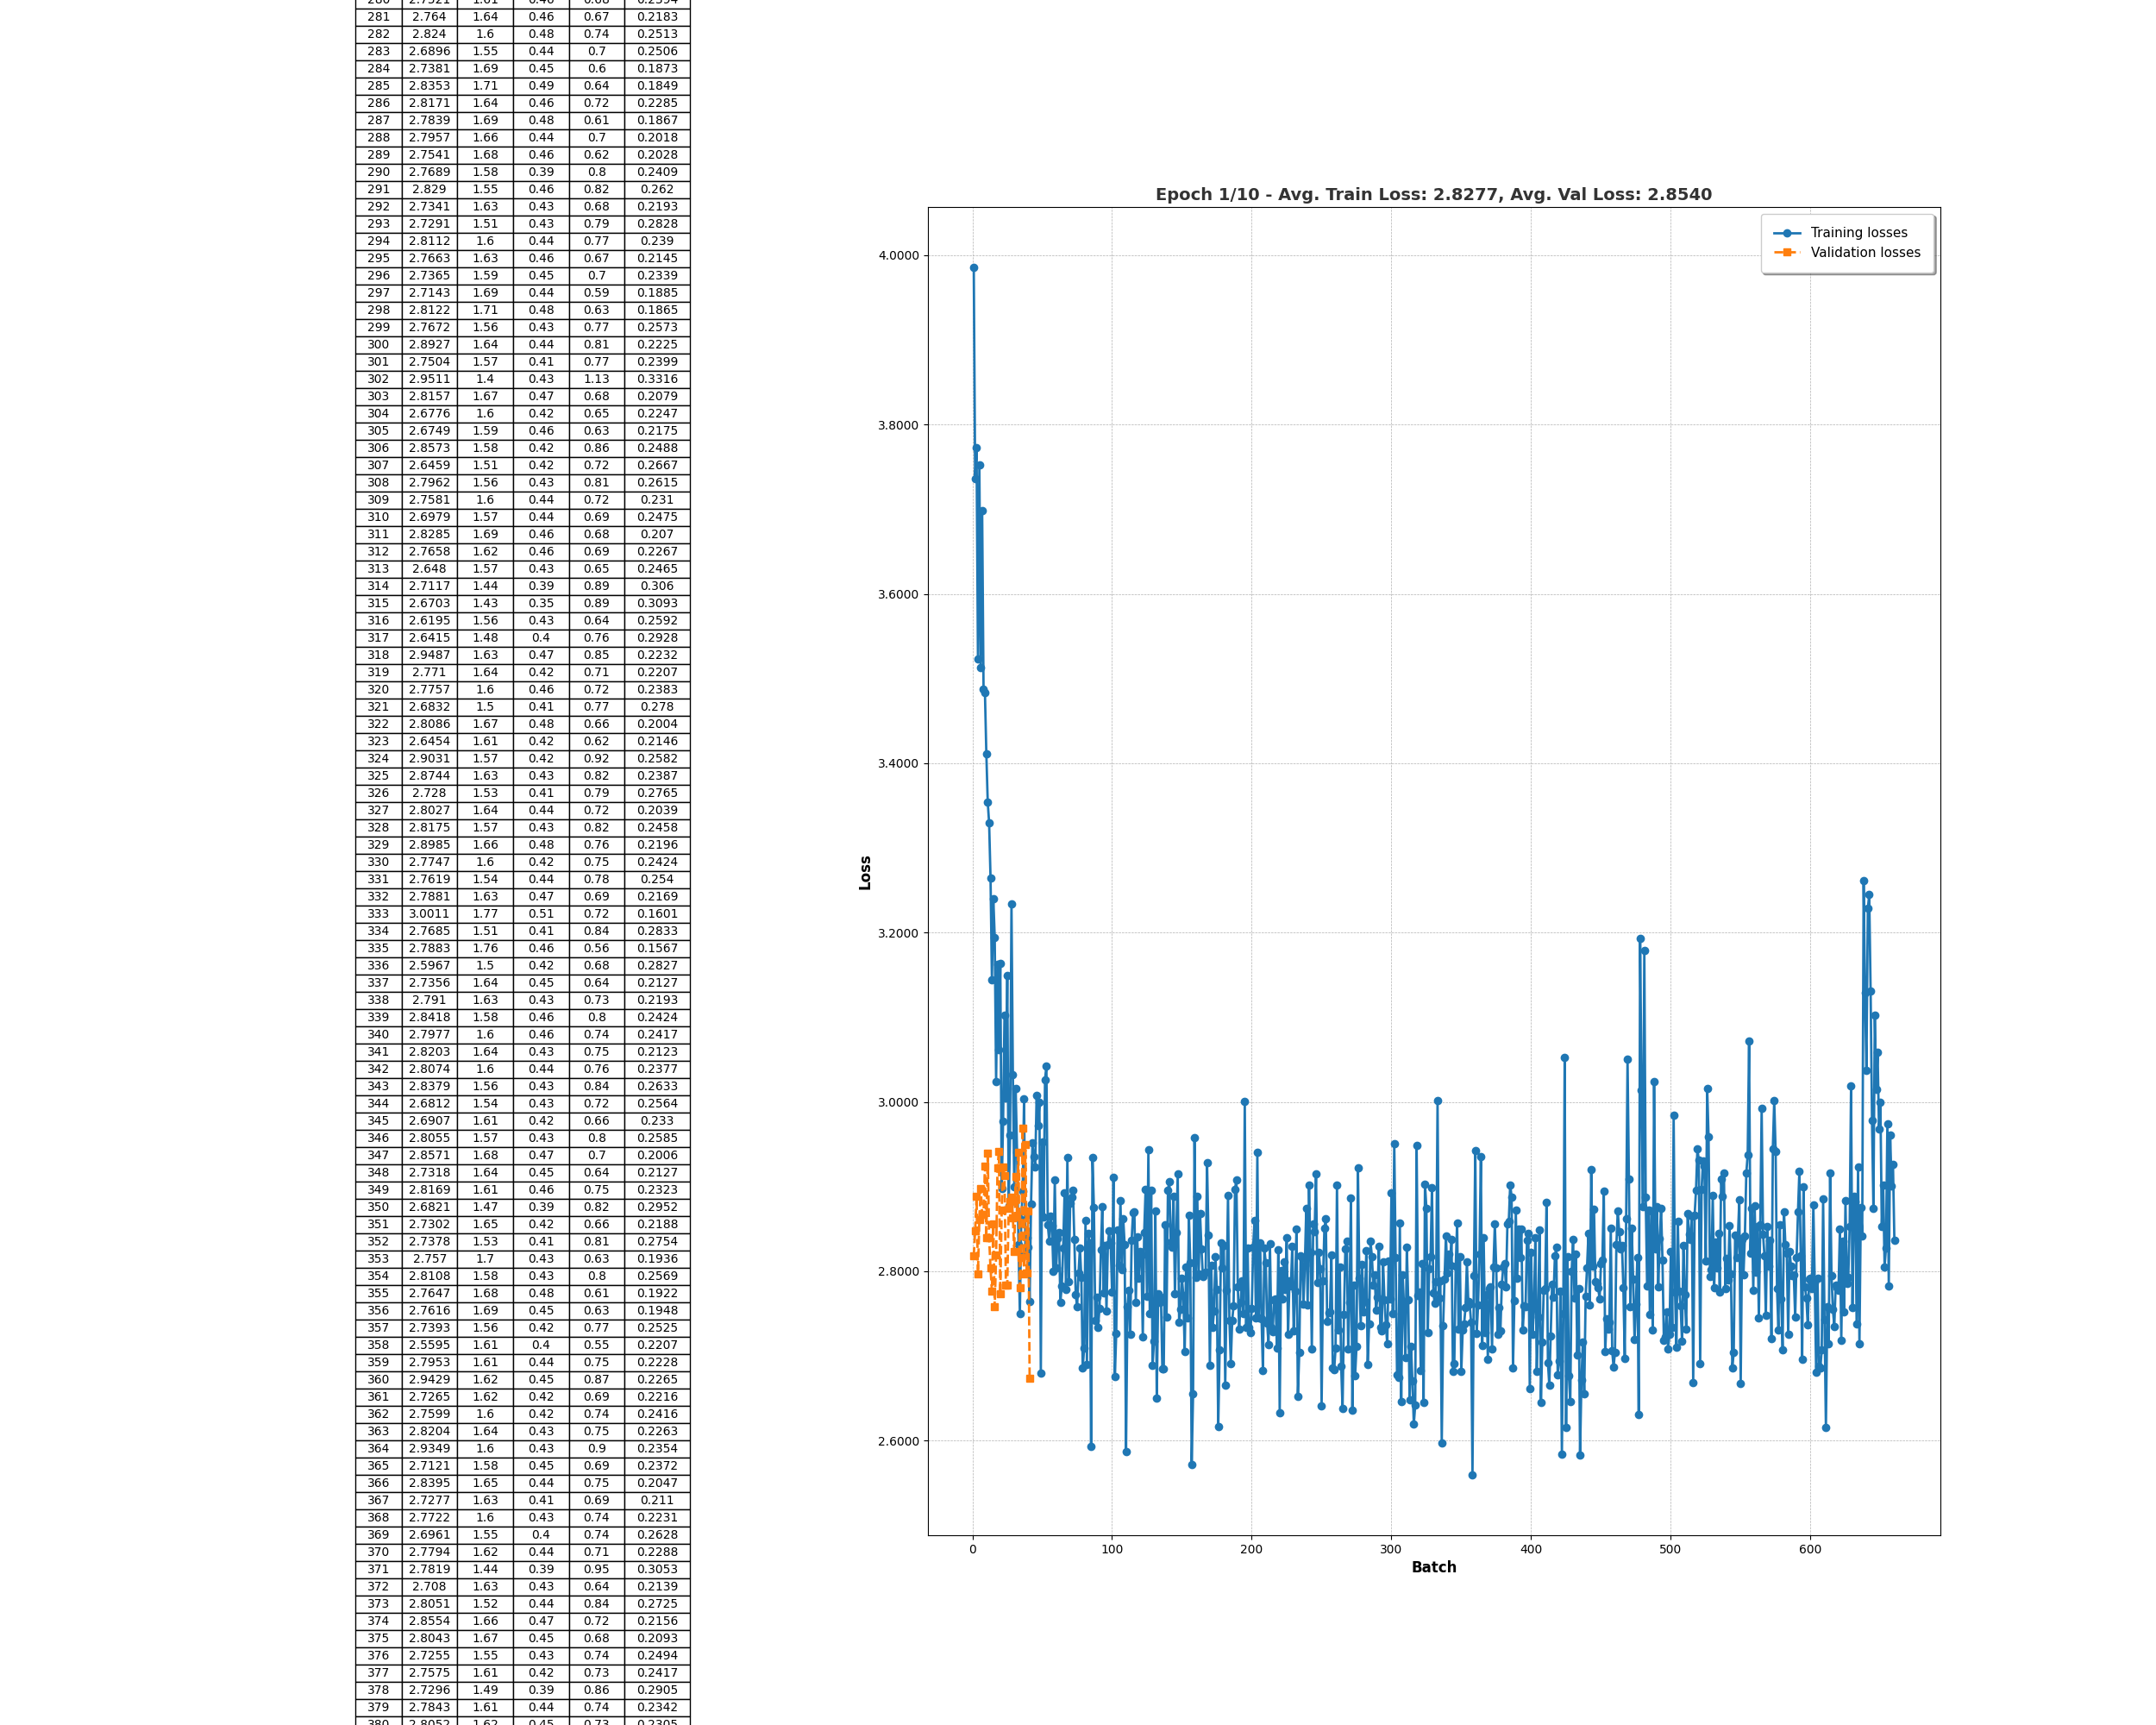 281 2.764 1.64 0.46 0.67 0.2183
282 2.824 1.6 0.48 0.74 0.2513
283 2.6896 1.55 0.44 0.7 0.2506
284 2.7381 1.69 0.45 0.6 0.1873
285 2.8353 1.71 0.49 0.64 0.1849
286 2.8171 1.64 0.46 0.72 0.2285
287 2.7839 1.69 0.48 0.61 0.1867
288 2.7957 1.66 0.44 0.7 0.2018
289 2.7541 1.68 0.46 0.62 0.2028
290 2.7689 1.58 0.39 0.8 0.2409
291 2.829 1.55 0.46 0.82 0.262
292 2.7341 1.63 0.43 0.68 0.2193
293 2.7291 1.51 0.43 0.79 0.2828
294 2.8112 1.6 0.44 0.77 0.239
295 2.7663 1.63 0.46 0.67 0.2145
296 2.7365 1.59 0.45 0.7 0.2339
297 2.7143 1.69 0.44 0.59 0.1885
298 2.8122 1.71 0.48 0.63 0.1865
299 2.7672 1.56 0.43 0.77 0.2573
300 2.8927 1.64 0.44 0.81 0.2225
301 2.7504 1.57 0.41 0.77 0.2399
302 2.9511 1.4 0.43 1.13 0.3316
303 2.8157 1.67 0.47 0.68 0.2079
304 2.6776 1.6 0.42 0.65 0.2247
305 2.6749 1.59 0.46 0.63 0.2175
306 2.8573 1.58 0.42 0.86 0.2488
307 2.6459 1.51 0.42 0.72 0.2667
308 2.7962 1.56 0.43 0.81 0.2615
309 2.7581 1.6 0.44 0.72 0.231
310 2.6979 1.57 0.44 0.69 0.2475
311 2.8285 1.69 0.46 0.68 0.207
312 2.7658 1.62 0.46 0.69 0.2267
313 2.648 1.57 0.43 0.65 0.2465
314 2.7117 1.44 0.39 0.89 0.306
315 2.6703 1.43 0.35 0.89 0.3093
316 2.6195 1.56 0.43 0.64 0.2592
317 2.6415 1.48 0.4 0.76 0.2928
318 2.9487 1.63 0.47 0.85 0.2232
319 2.771 1.64 0.42 0.71 0.2207
320 2.7757 1.6 0.46 0.72 0.2383
321 2.6832 1.5 0.41 0.77 0.278
322 2.8086 1.67 0.48 0.66 0.2004
323 2.6454 1.61 0.42 0.62 0.2146
324 2.9031 1.57 0.42 0.92 0.2582
325 2.8744 1.63 0.43 0.82 0.2387
326 2.728 1.53 0.41 0.79 0.2765
327 2.8027 1.64 0.44 0.72 0.2039
328 2.8175 1.57 0.43 0.82 0.2458
329 2.8985 1.66 0.48 0.76 0.2196
330 2.7747 1.6 0.42 0.75 0.2424
331 2.7619 1.54 0.44 0.78 0.254
332 2.7881 1.63 0.47 0.69 0.2169
333 3.0011 1.77 0.51 0.72 0.1601
334 2.7685 1.51 0.41 0.84 0.2833
335 2.7883 1.76 0.46 0.56 0.1567
336 2.5967 1.5 0.42 0.68 0.2827
337 2.7356 1.64 0.45 0.64 0.2127
338 2.791 1.63 0.43 0.73 0.2193
339 2.8418 1.58 0.46 0.8 0.2424
340 2.7977 1.6 0.46 0.74 0.2417
341 2.8203 1.64 0.43 0.75 0.2123
342 2.8074 1.6 0.44 0.76 0.2377
343 2.8379 1.56 0.43 0.84 0.2633
344 2.6812 1.54 0.43 0.72 0.2564
345 2.6907 1.61 0.42 0.66 0.233
346 2.8055 1.57 0.43 0.8 0.2585
347 2.8571 1.68 0.47 0.7 0.2006
348 2.7318 1.64 0.45 0.64 0.2127
349 2.8169 1.61 0.46 0.75 0.2323
350 2.6821 1.47 0.39 0.82 0.2952
351 2.7302 1.65 0.42 0.66 0.2188
352 2.7378 1.53 0.41 0.81 0.2754
353 2.757 1.7 0.43 0.63 0.1936
354 2.8108 1.58 0.43 0.8 0.2569
355 2.7647 1.68 0.48 0.61 0.1922
356 2.7616 1.69 0.45 0.63 0.1948
357 2.7393 1.56 0.42 0.77 0.2525
358 2.5595 1.61 0.4 0.55 0.2207
359 2.7953 1.61 0.44 0.75 0.2228
360 2.9429 1.62 0.45 0.87 0.2265
361 2.7265 1.62 0.42 0.69 0.2216
362 2.7599 1.6 0.42 0.74 0.2416
363 2.8204 1.64 0.43 0.75 0.2263
364 2.9349 1.6 0.43 0.9 0.2354
365 2.7121 1.58 0.45 0.69 0.2372
366 2.8395 1.65 0.44 0.75 0.2047
367 2.7277 1.63 0.41 0.69 0.211
368 2.7722 1.6 0.43 0.74 0.2231
369 2.6961 1.55 0.4 0.74 0.2628
370 2.7794 1.62 0.44 0.71 0.2288
371 2.7819 1.44 0.39 0.95 0.3053
372 2.708 1.63 0.43 0.64 0.2139
373 2.8051 1.52 0.44 0.84 0.2725
374 2.8554 1.66 0.47 0.72 0.2156
375 2.8043 1.67 0.45 0.68 0.2093
376 2.7255 1.55 0.43 0.74 0.2494
377 2.7575 1.61 0.42 0.73 0.2417
378 2.7296 1.49 0.39 0.86 0.2905
379 2.7843 1.61 0.44 0.74 0.2342
Epoch 1/10 - Avg. Train Loss: 2.8277, Avg. Val Loss: 2.8540
Training losses
Validation losses
4.0000
3.8000
3.6000
3.4000
3.2000
3.0000
2.8000
2.6000
Loss
0 100 200 300 400 500 600
Batch